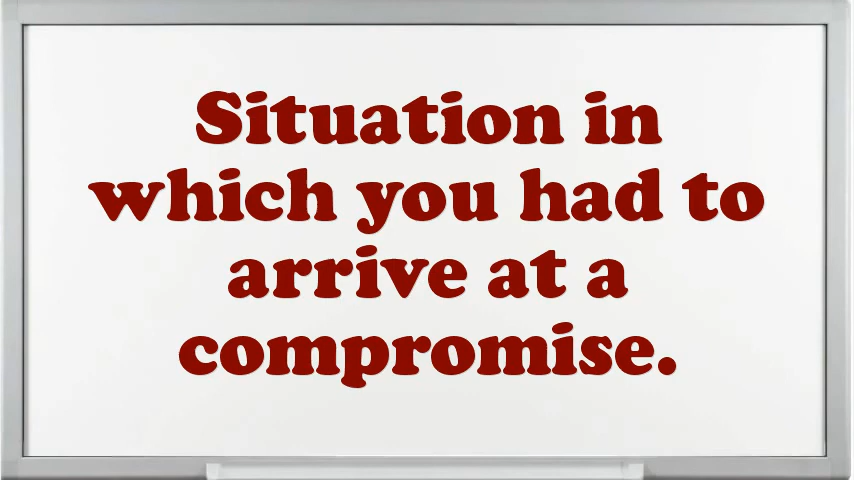 Situation in
which you had to
arrive at a
compromise.